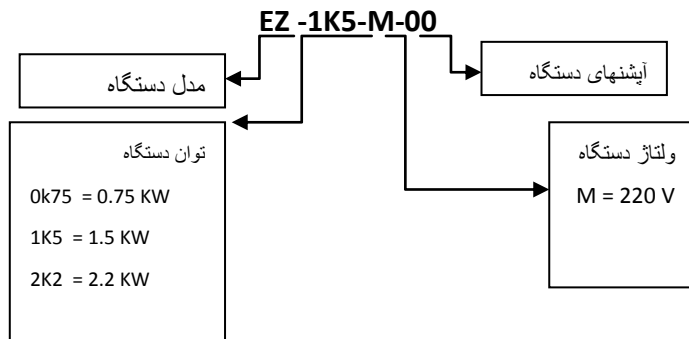 EZ -1K5-M-00
آپشنهای دستگاه
مدل دستگاه
توان دستگاه
0k75 = 0.75 KW
1K5 = 1.5 KW
2K2 = 2.2 KW
ولتاژ دستگاه
M = 220 V